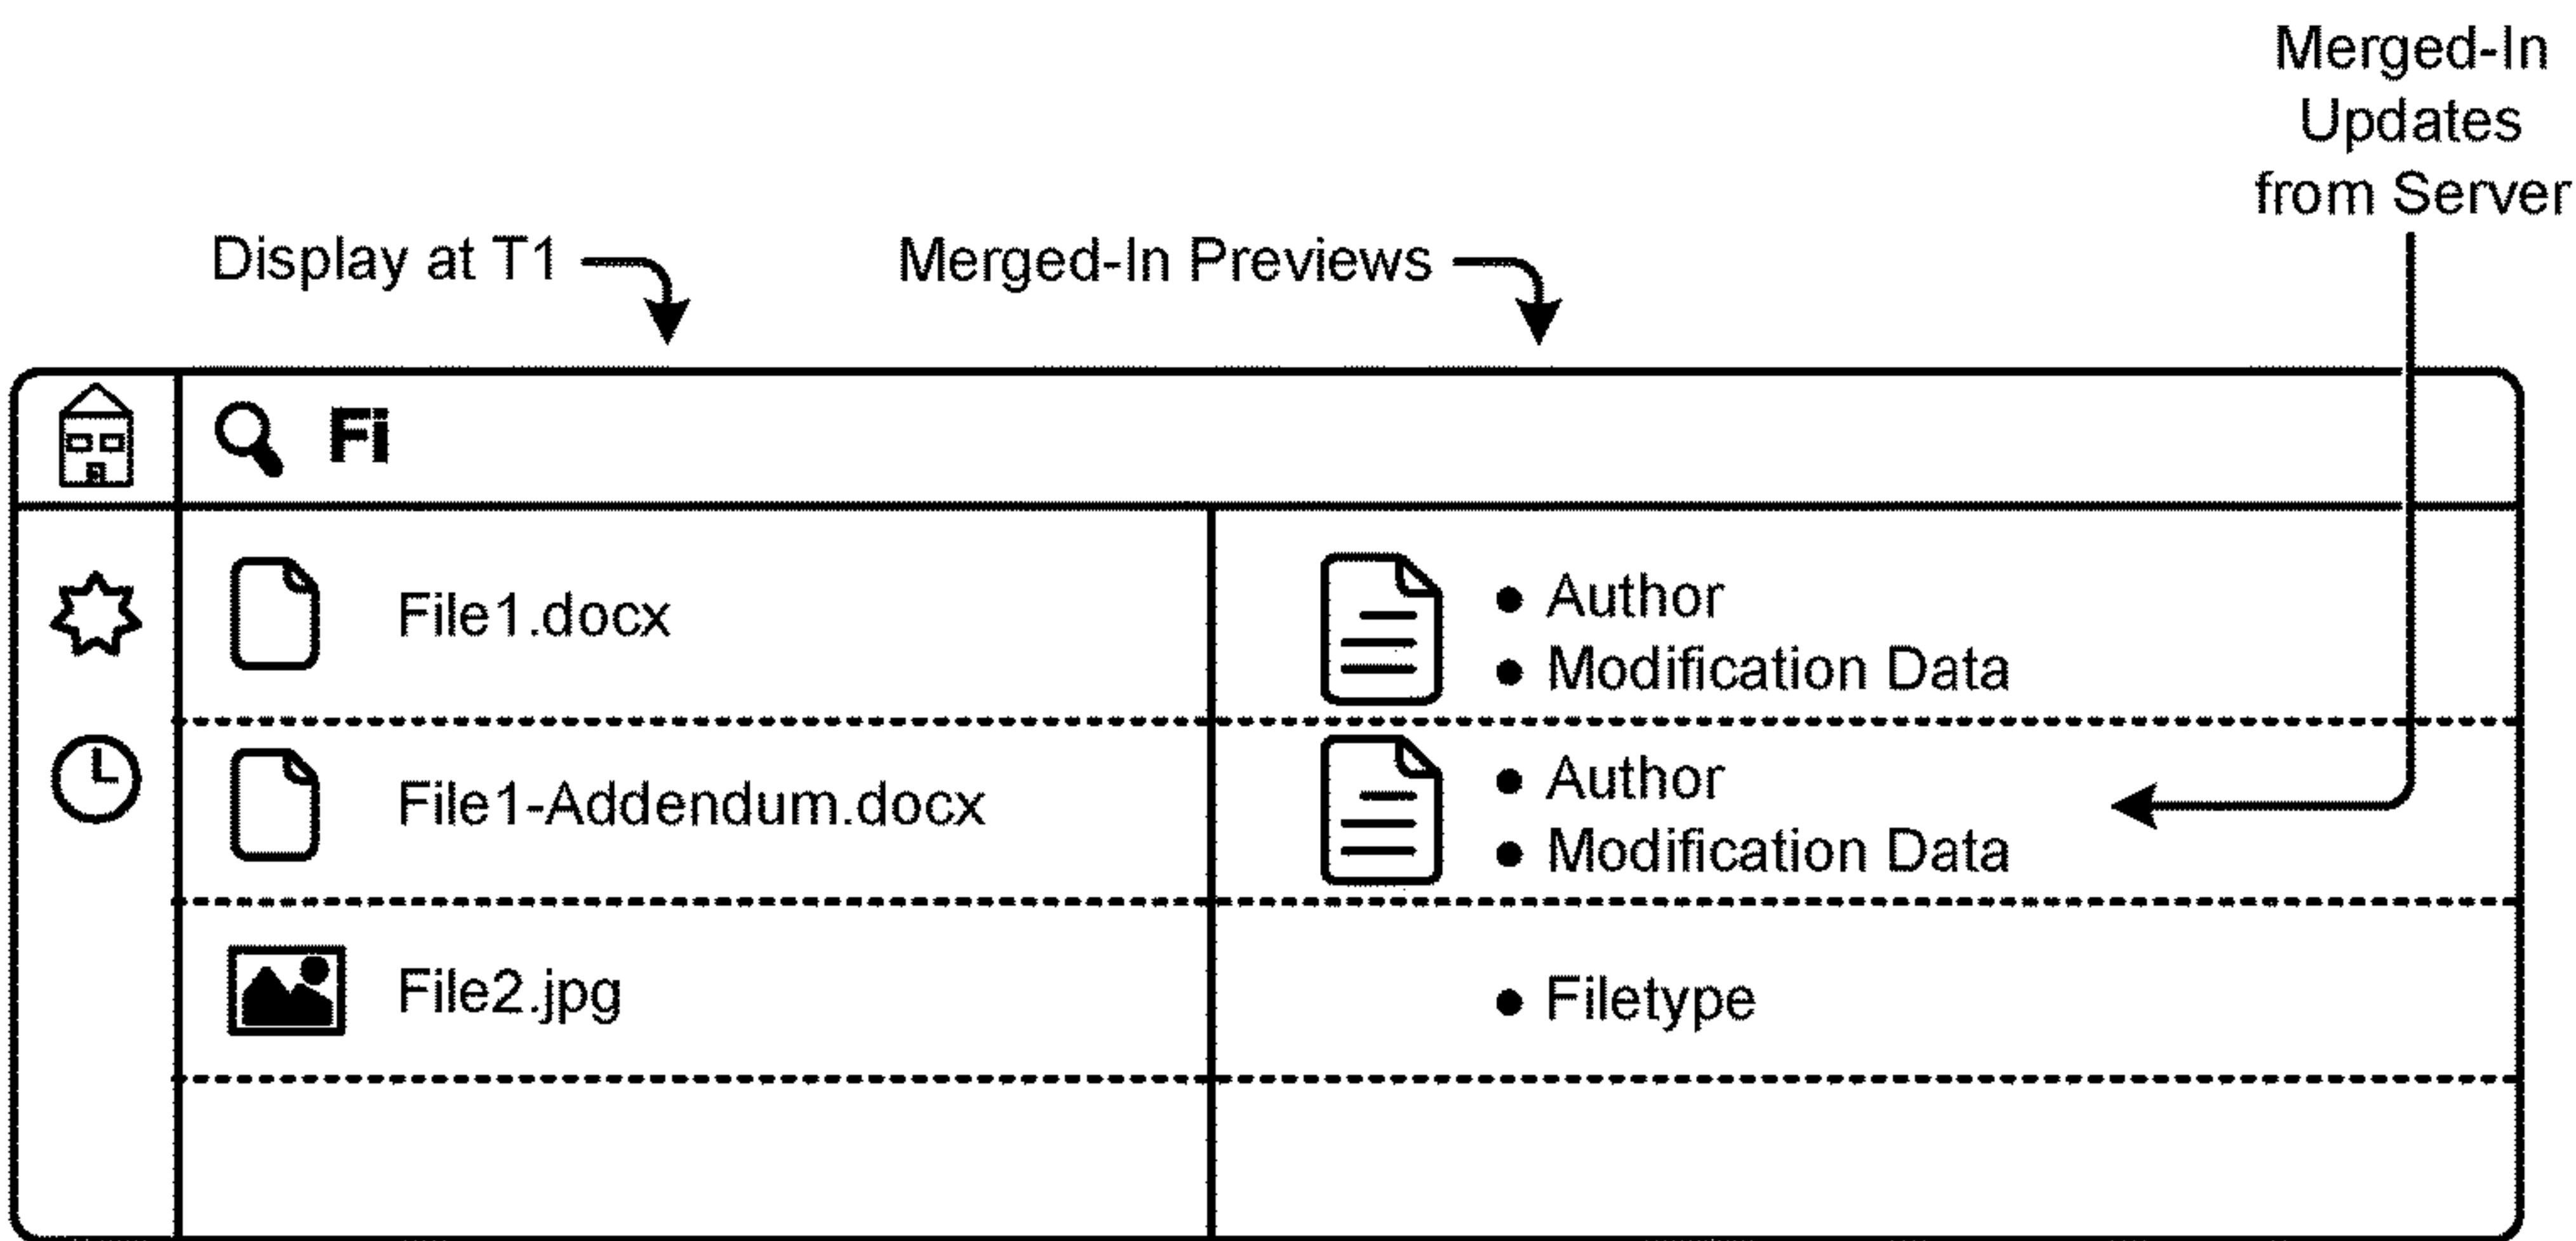 Merged-In
Updates
from Server
Display at T1
Merged-In Previews
Fi
File1.docx
• Author
• Modification Data
File1-Addendum.docx
• Author
• Modification Data
File2.jpg
• Filetype